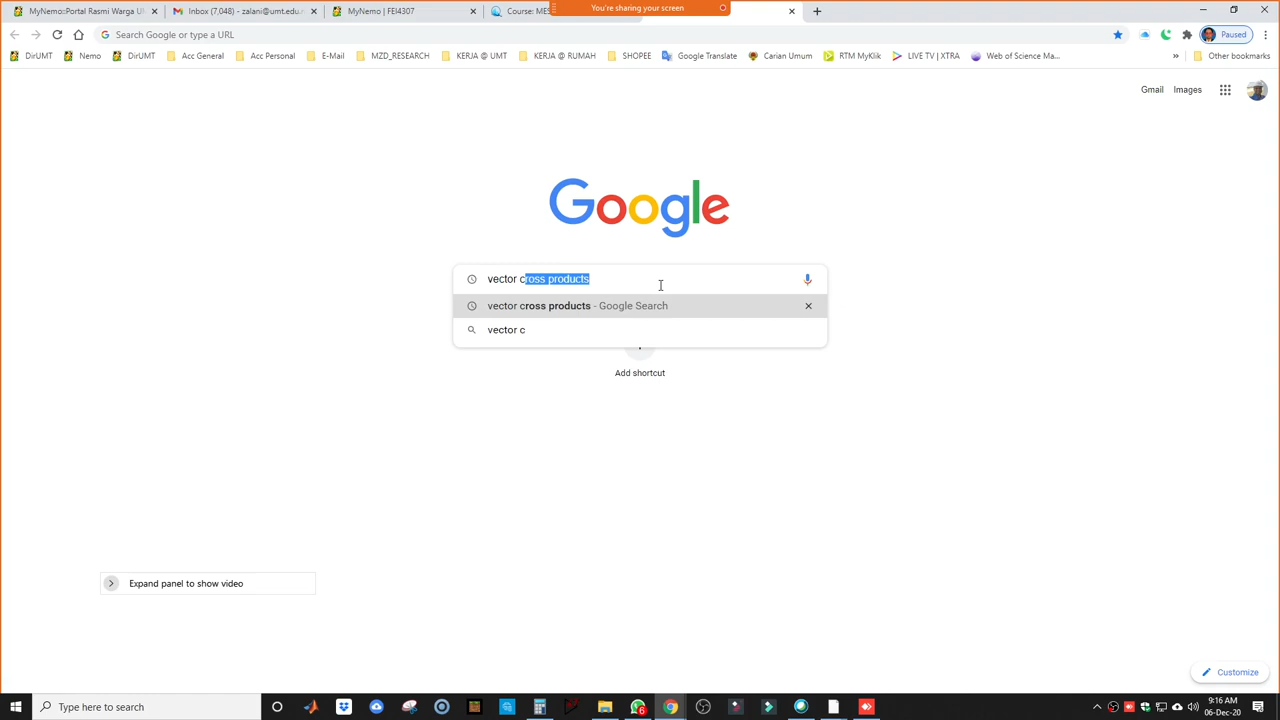 MyNemo::Portal Rasmi Warga U
Inbox (7,048) - zalani@umt.edu.
MyNemo | FEI4307
Course: MES
You're sharing your screen
Search Google or type a URL
Paused
DirUMT
Nemo
DirUMT
Acc General
Acc Personal
E-Mail
MZD_RESEARCH
KERJA @ UMT
KERJA @ RUMAH
SHOPEE
Google Translate
Carian Umum
RTM MyKlik
LIVE TV | XTRA
Web of Science Ma...
Other bookmarks
Gmail
Images
Google
vector cross products
vector cross products - Google Search
vector c
Add shortcut
Expand panel to show video
Customize
Type here to search
6
9:16 AM
06-Dec-20